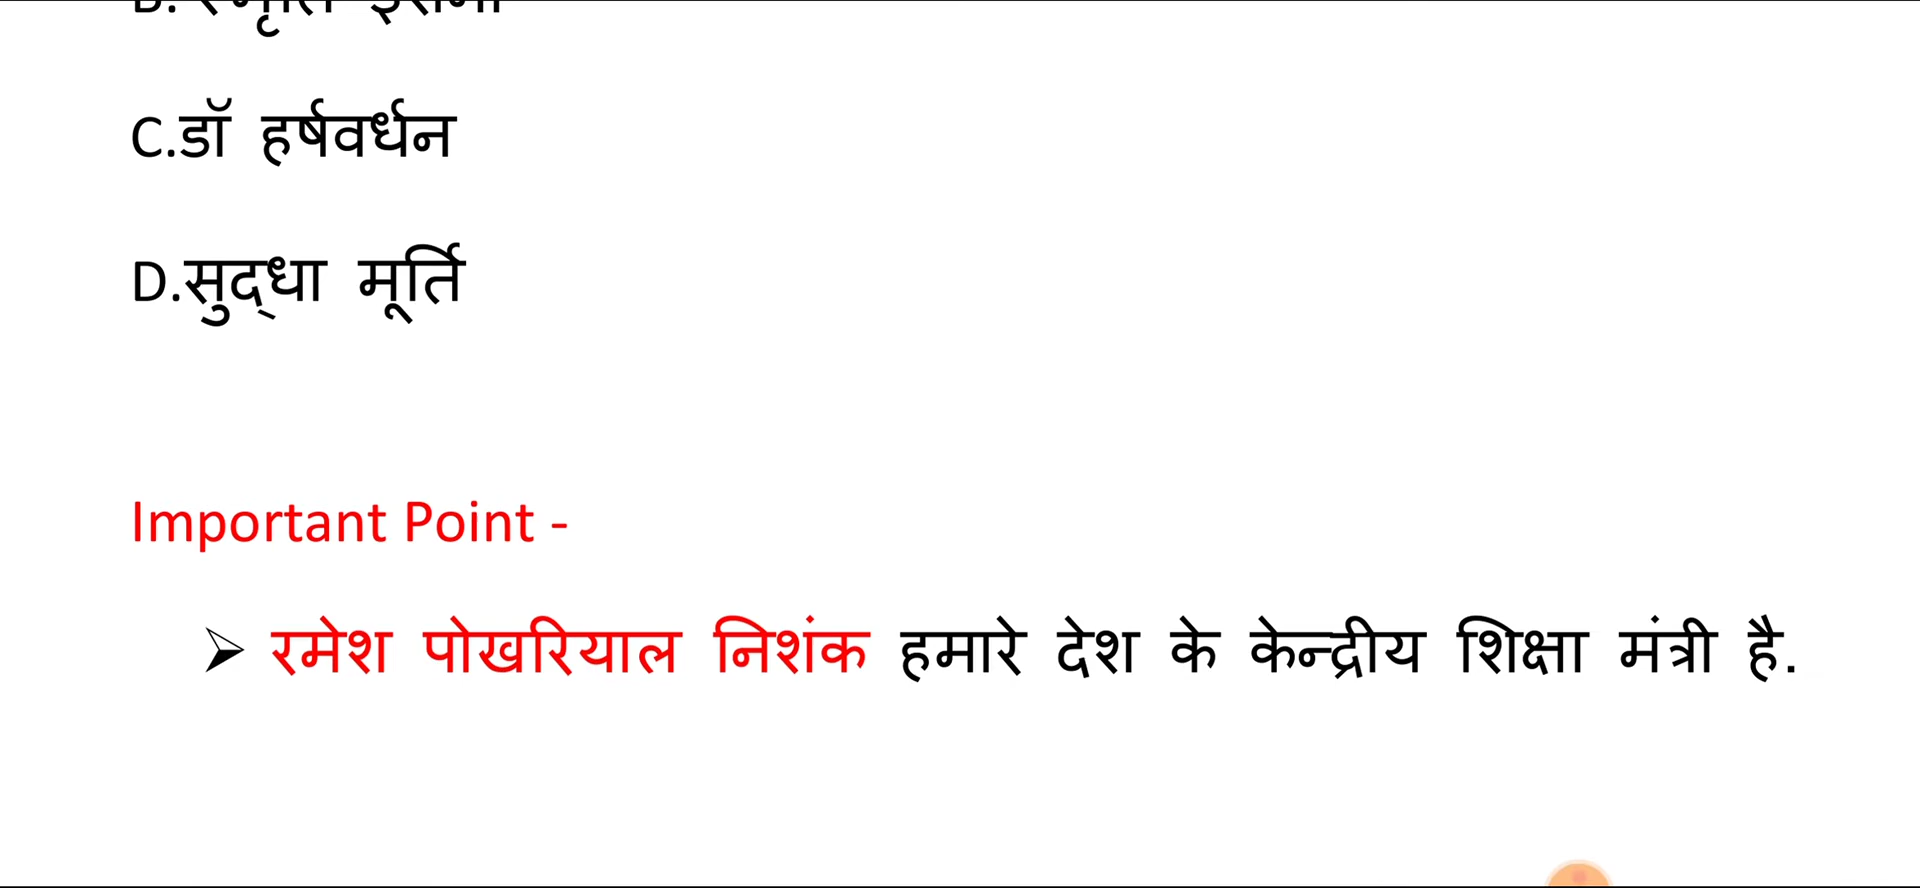 C.डॉ हर्षवर्धन
D.सुद्धा मूर्ति
Important Point -
➢ रमेश पोखरियाल निशंक हमारे देश के केन्द्रीय शिक्षा मंत्री है.